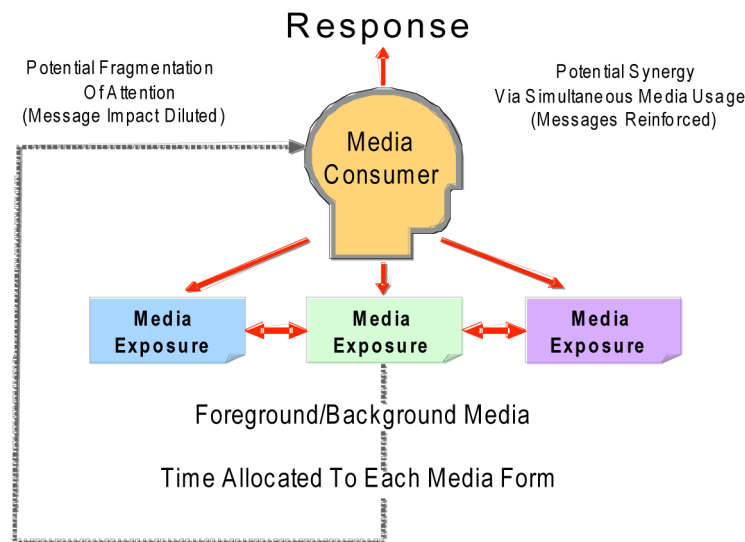 Response
Potential Fragmentation
Of Attention
(Message Impact Diluted)
Potential Synergy
Via Simultaneous Media Usage
(Messages Reinforced)
Media
Consumer
Media
Exposure
Media
Exposure
Media
Exposure
Foreground/Background Media
Time Allocated To Each Media Form